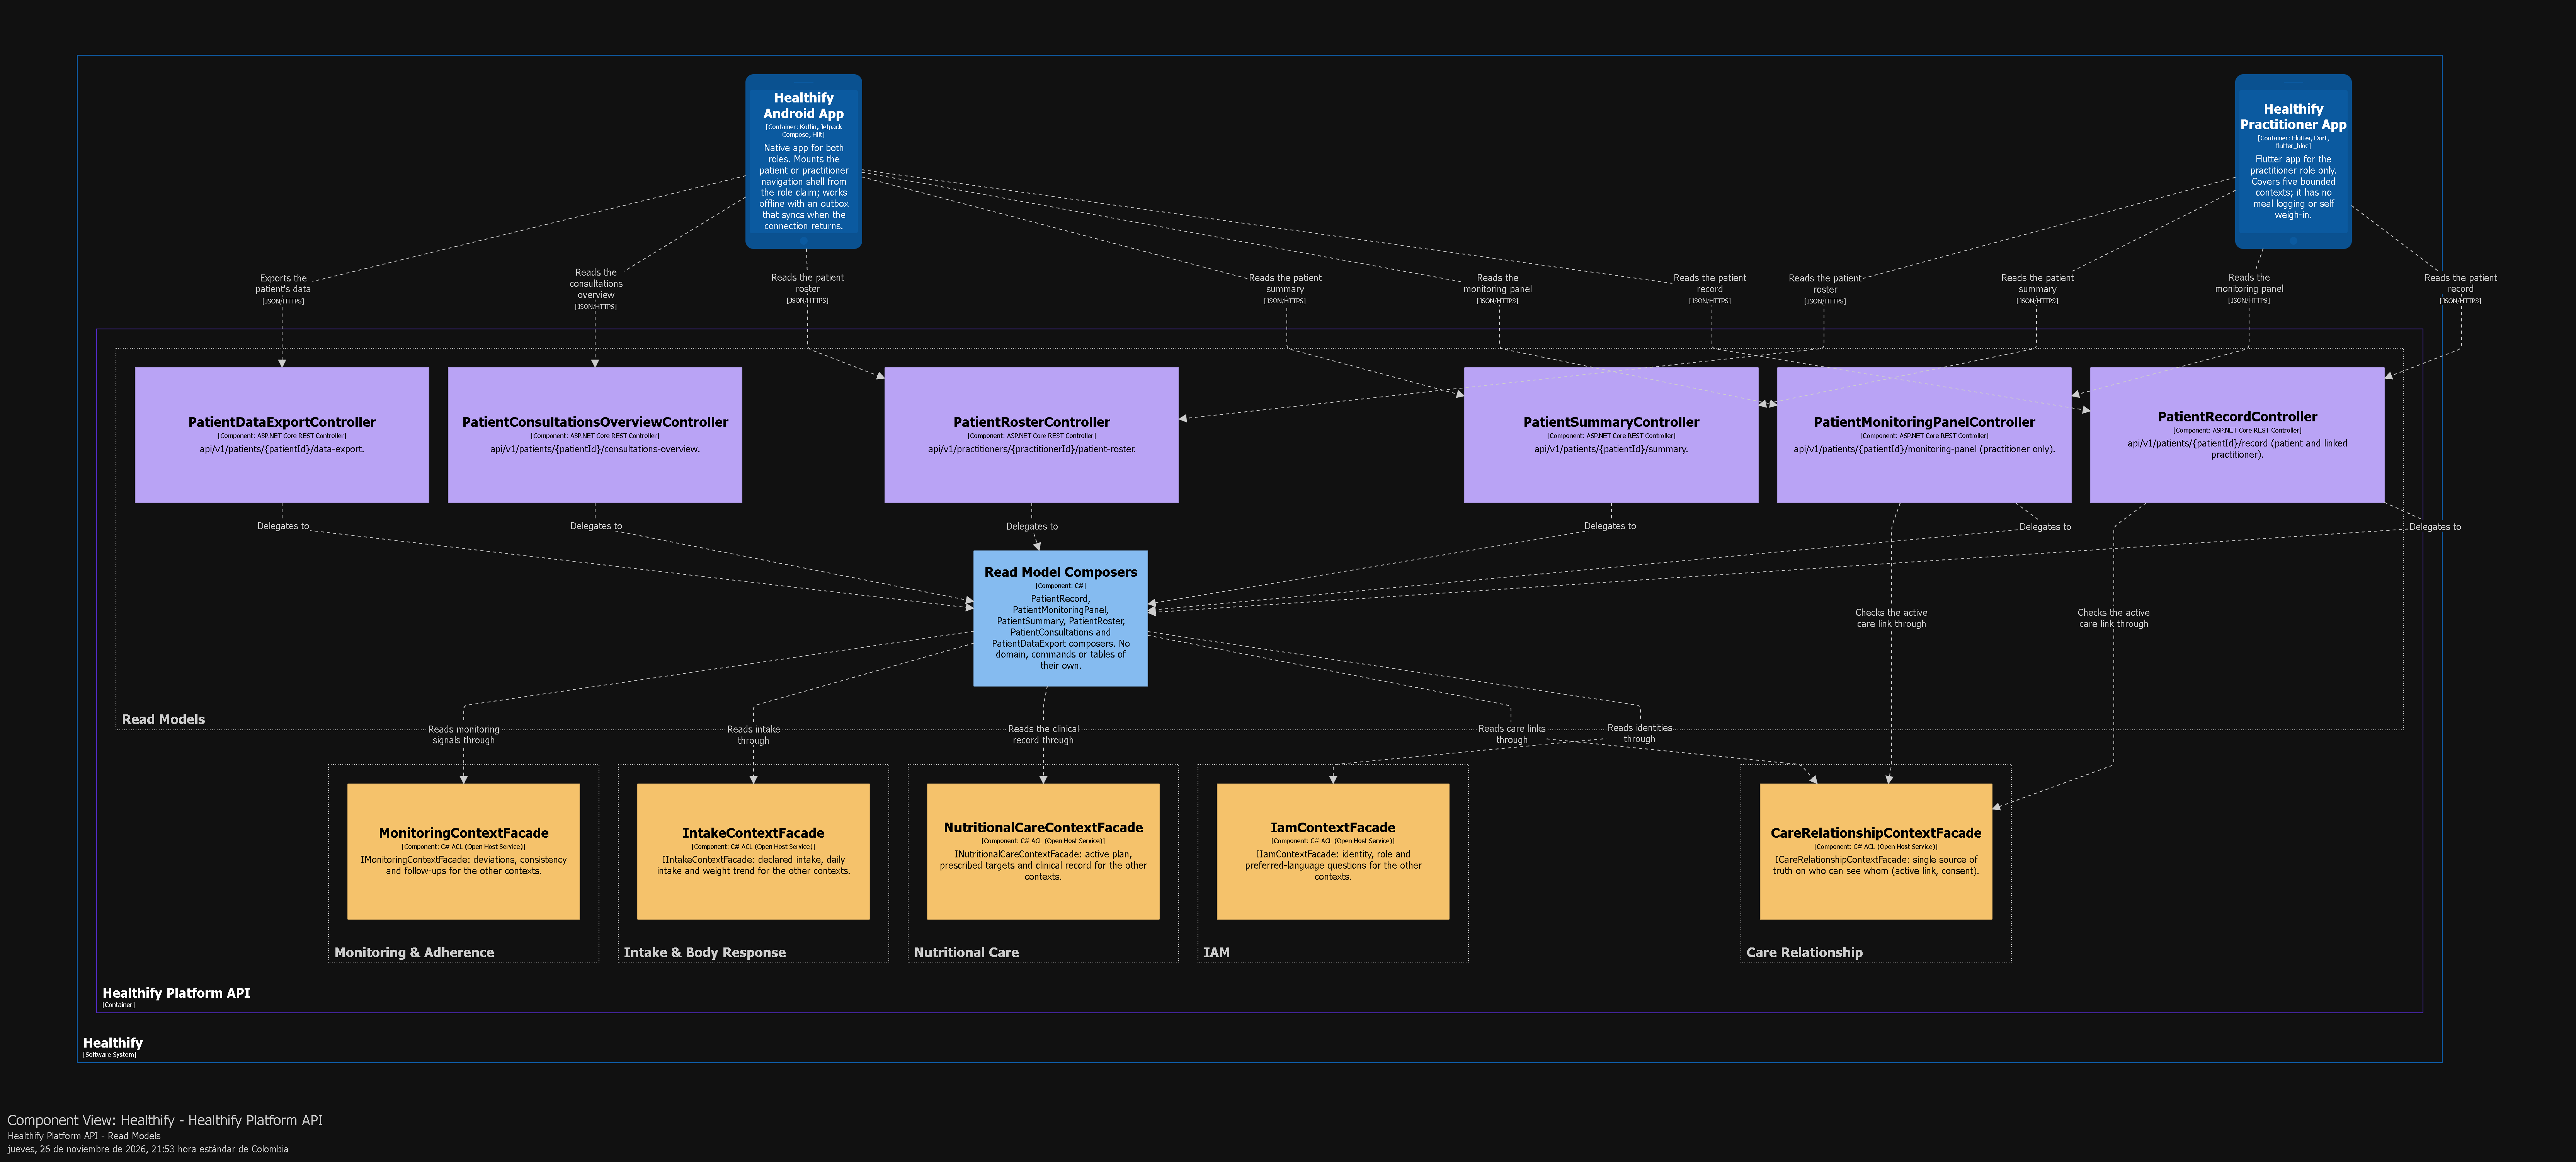 Healthify
Android App
[Container: Kotlin, Jetpack
Compose, Hilt]
Native app for both
roles. Mounts the
patient or practitioner
navigation shell from
the role claim; works
offline with an outbox
that syncs when the
connection returns.
Healthify
Practitioner App
[Container: Flutter, Dart,
flutter_bloc]
Flutter app for the
practitioner role only.
Covers five bounded
contexts; it has no
meal logging or self
weigh-in.
Exports the
patient's data
[JSON/HTTPS]
Reads the
consultations
overview
[JSON/HTTPS]
Reads the patient
roster
[JSON/HTTPS]
Reads the patient
summary
[JSON/HTTPS]
Reads the
monitoring panel
[JSON/HTTPS]
Reads the patient
record
[JSON/HTTPS]
Reads the patient
roster
[JSON/HTTPS]
Reads the patient
summary
[JSON/HTTPS]
Reads the
monitoring panel
[JSON/HTTPS]
Reads the patient
record
[JSON/HTTPS]
PatientDataExportController
[Component: ASP.NET Core REST Controller]
api/v1/patients/{patientId}/data-export.
PatientConsultationsOverviewController
[Component: ASP.NET Core REST Controller]
api/v1/patients/{patientId}/consultations-overview.
PatientRosterController
[Component: ASP.NET Core REST Controller]
api/v1/practitioners/{practitionerId}/patient-roster.
PatientSummaryController
[Component: ASP.NET Core REST Controller]
api/v1/patients/{patientId}/summary.
PatientMonitoringPanelController
[Component: ASP.NET Core REST Controller]
api/v1/patients/{patientId}/monitoring-panel (practitioner only).
PatientRecordController
[Component: ASP.NET Core REST Controller]
api/v1/patients/{patientId}/record (patient and linked
practitioner).
Delegates to
Delegates to
Delegates to
Delegates to
Delegates to
Delegates to
Read Model Composers
[Component: C#]
PatientRecord,
PatientMonitoringPanel,
PatientSummary, PatientRoster,
PatientConsultations and
PatientDataExport composers. No
domain, commands or tables of
their own.
Checks the active
care link through
Checks the active
care link through
Read Models
Reads monitoring
signals through
Reads intake
through
Reads the clinical
record through
Reads care links
through
Reads identities
through
MonitoringContextFacade
[Component: C# ACL (Open Host Service)]
IMonitoringContextFacade: deviations, consistency
and follow-ups for the other contexts.
Monitoring & Adherence
IntakeContextFacade
[Component: C# ACL (Open Host Service)]
IIntakeContextFacade: declared intake, daily
intake and weight trend for the other contexts.
Intake & Body Response
NutritionalCareContextFacade
[Component: C# ACL (Open Host Service)]
INutritionalCareContextFacade: active plan,
prescribed targets and clinical record for the other
contexts.
Nutritional Care
IamContextFacade
[Component: C# ACL (Open Host Service)]
IIamContextFacade: identity, role and
preferred-language questions for the other
contexts.
IAM
CareRelationshipContextFacade
[Component: C# ACL (Open Host Service)]
ICareRelationshipContextFacade: single source of
truth on who can see whom (active link, consent).
Care Relationship
Healthify Platform API
[Container]
Healthify
[Software System]
Component View: Healthify - Healthify Platform API
Healthify Platform API - Read Models
jueves, 26 de noviembre de 2026, 21:53 hora estándar de Colombia